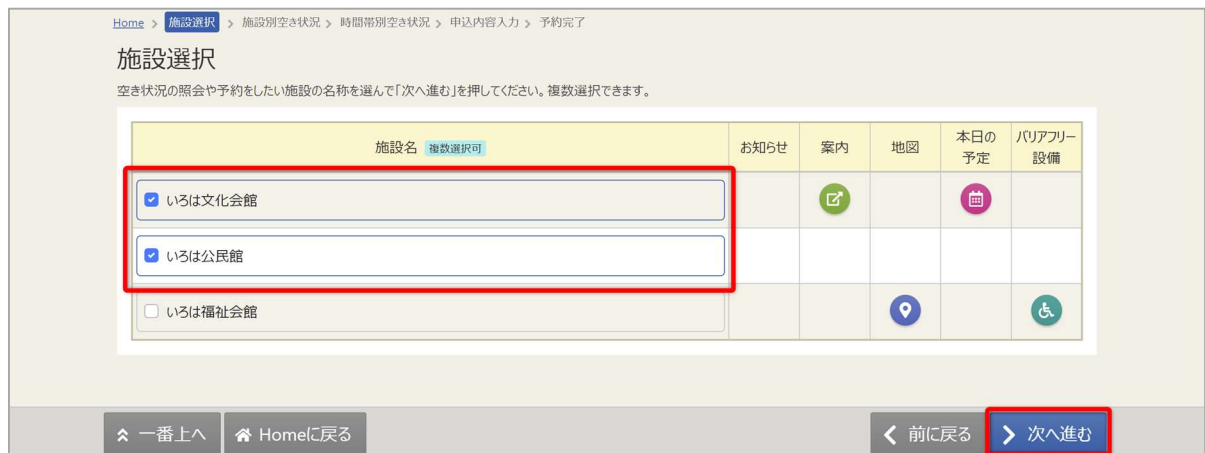 Home > 施設選択 > 施設別空き状況 > 時間帯別空き状況 > 申込内容入力 > 予約完了
施設選択
空き状況の照会や予約をしたい施設の名称を選んで「次へ進む」を押してください。複数選択できます。
施設名 複数選択可 お知らせ 案内 地図 本日の予定 バリアフリー設備
いろは文化会館
いろは公民館
いろは福祉会館
一番上へ Homeに戻る 前に戻る 次へ進む